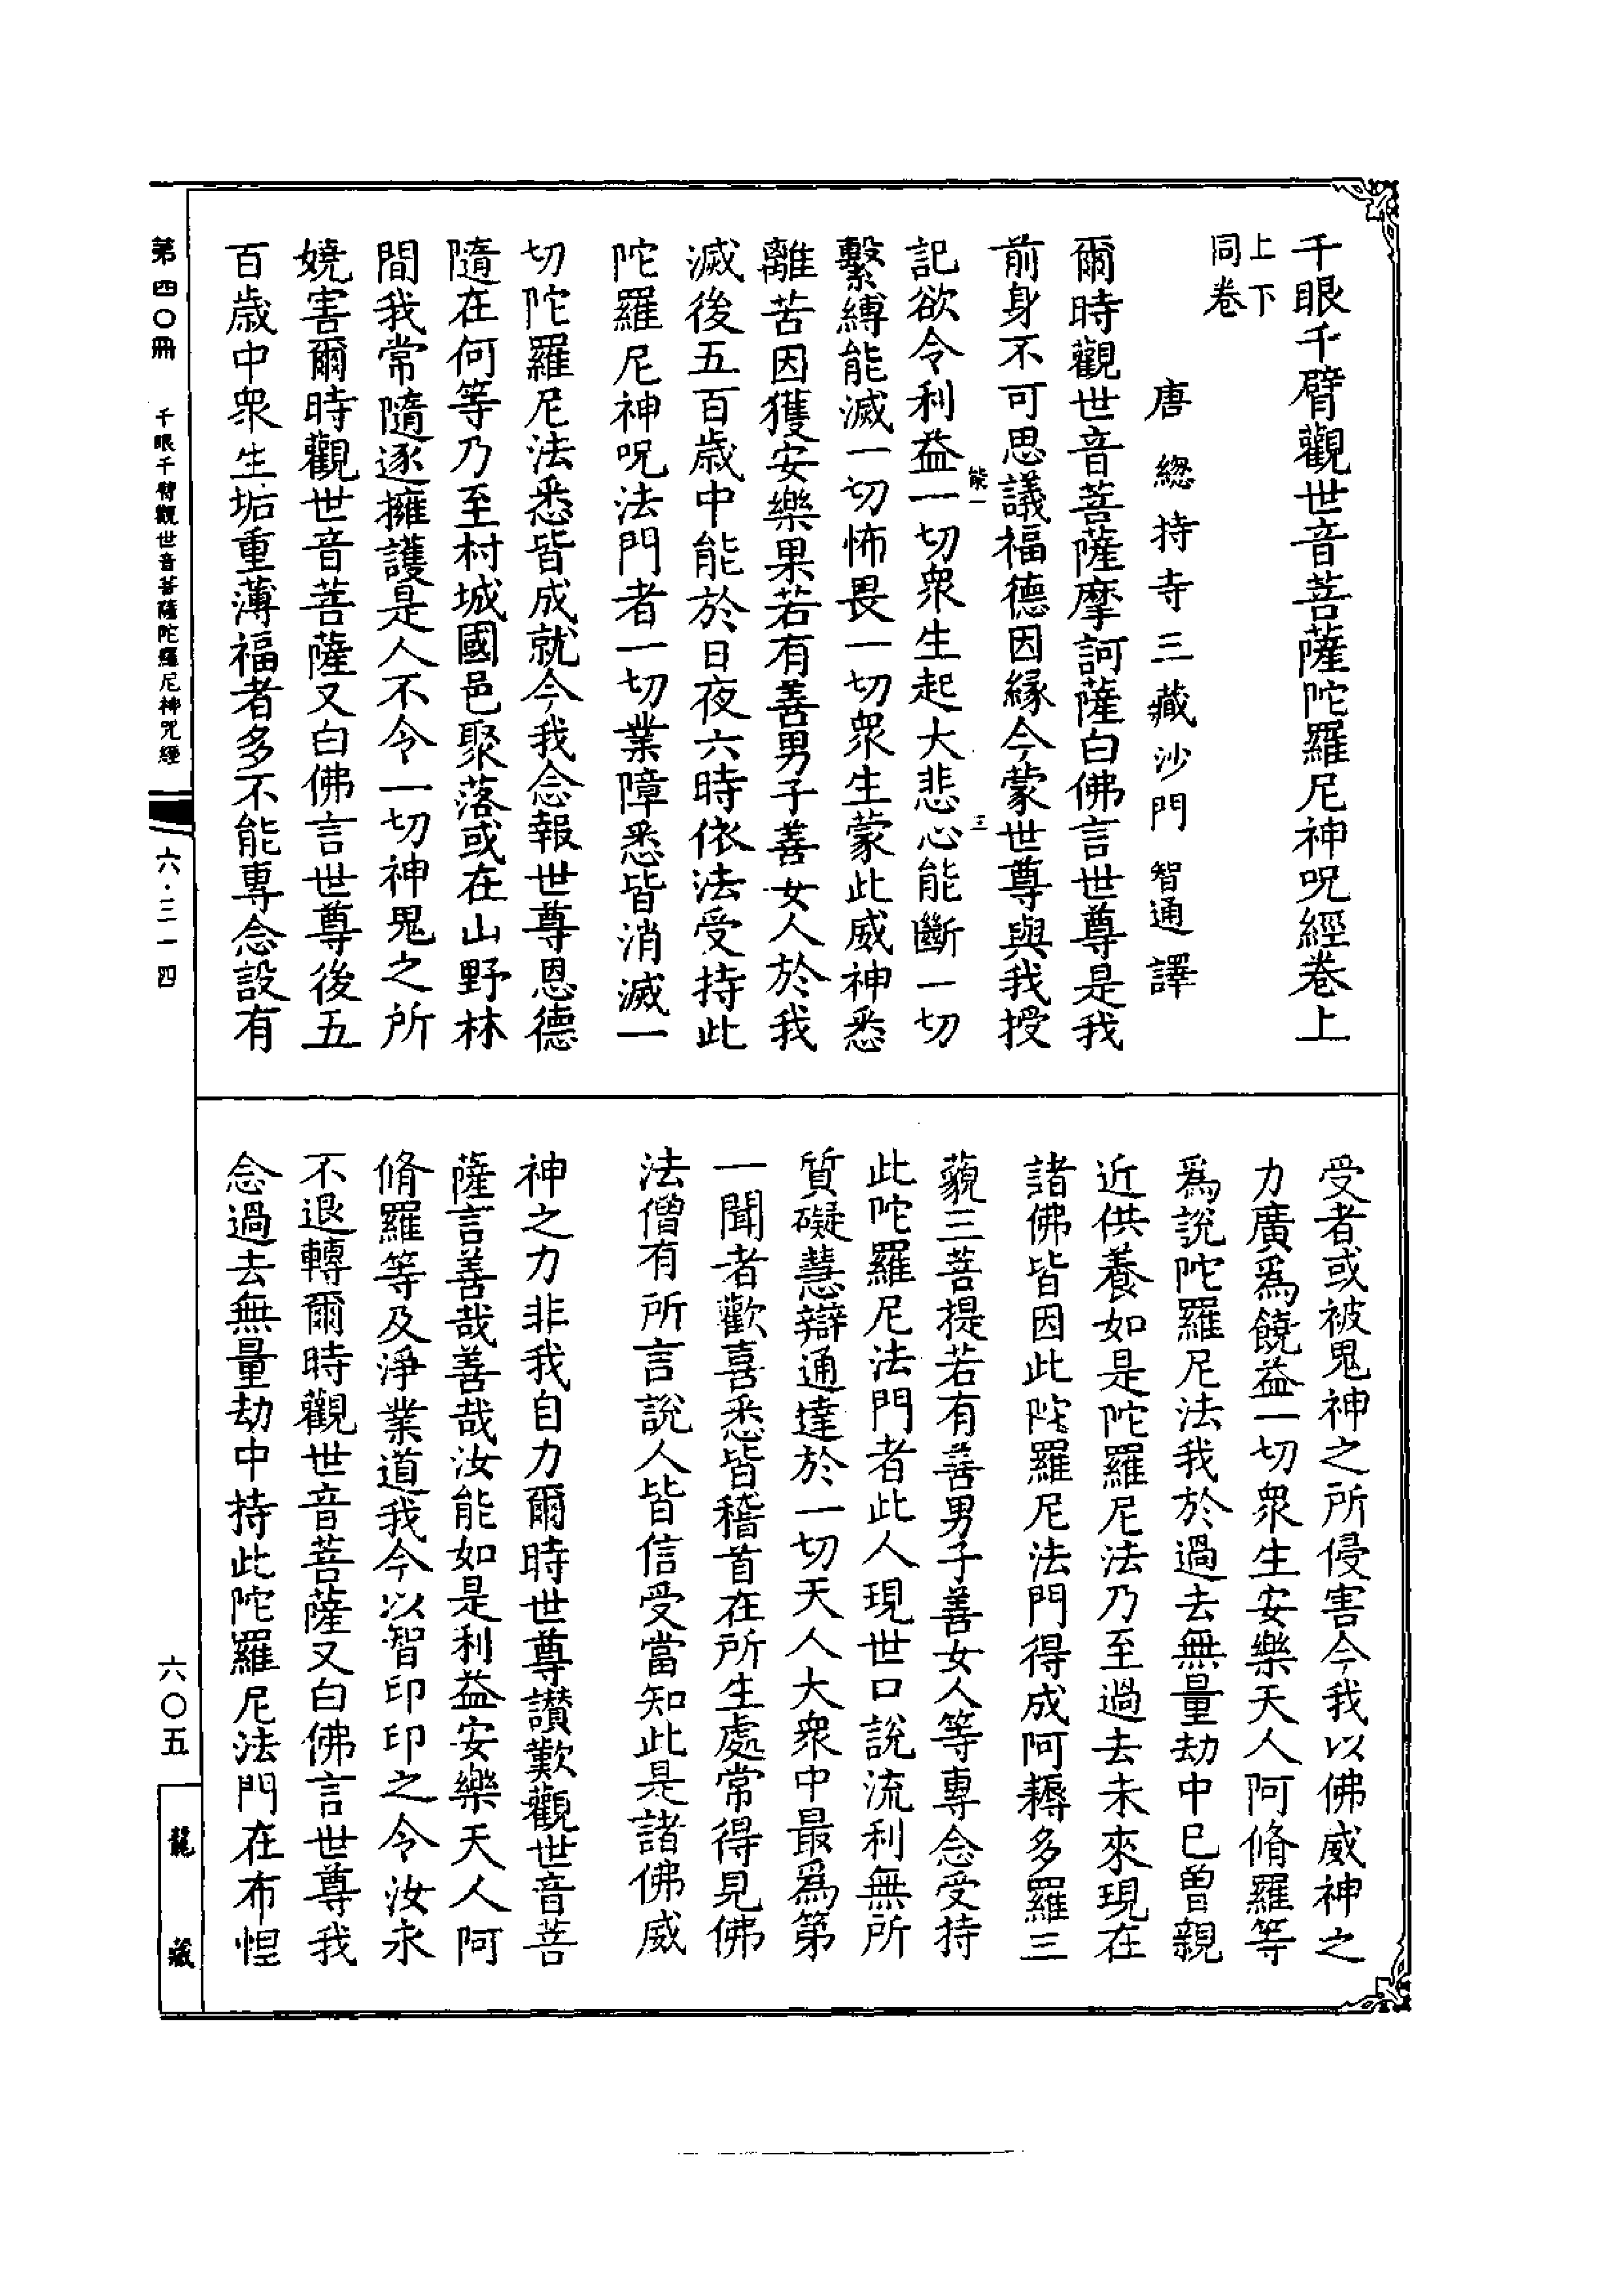 千眼千臂觀世音菩薩陀羅尼神呪經卷上
上下
同卷
唐總持寺三藏沙門智通譯
爾時觀世音菩薩摩訶薩白佛言世尊是我
前身不可思議福德因緣今蒙世尊與我授
能一 三
記欲令利益一切衆生起大悲心能斷一切
繫縛能滅一切怖畏一切衆生蒙此威神悉
離苦因獲安樂果若有善男子善女人於我
滅後五百歲中能於日夜六時依法受持此
陀羅尼神呪法門者一切業障悉皆消滅一
切陀羅尼法悉皆成就今我念報世尊恩德
隨在何等乃至村城國邑聚落或在山野林
間我常隨逐擁護是人不令一切神鬼之所
嬈害爾時觀世音菩薩又白佛言世尊後五
百歲中衆生垢重薄福者多不能專念設有
受者或被鬼神之所侵害今我以佛威神之
力廣爲饒益一切衆生安樂天人阿脩羅等
爲說陀羅尼法我於過去無量劫中已曾親
近供養如是陀羅尼法乃至過去未來現在
諸佛皆因此陀羅尼法門得成阿耨多羅三
藐三菩提若有善男子善女人等專念受持
此陀羅尼法門者此人現世口說流利無所
質礙慧辯通達於一切天人大衆中最爲第
一聞者歡喜悉皆稽首在所生處常得見佛
法僧有所言說人皆信受當知此是諸佛威
神之力非我自力爾時世尊讃歎觀世音菩
薩言善哉善哉汝能如是利益安樂天人阿
脩羅等及淨業道我今以智印印之令汝永
不退轉爾時觀世音菩薩又白佛言世尊我
念過去無量劫中持此陀羅尼法門在布怛
第四〇冊 千眼千臂觀世音菩薩陀羅尼神咒經 六·三一四
六〇五
龍藏